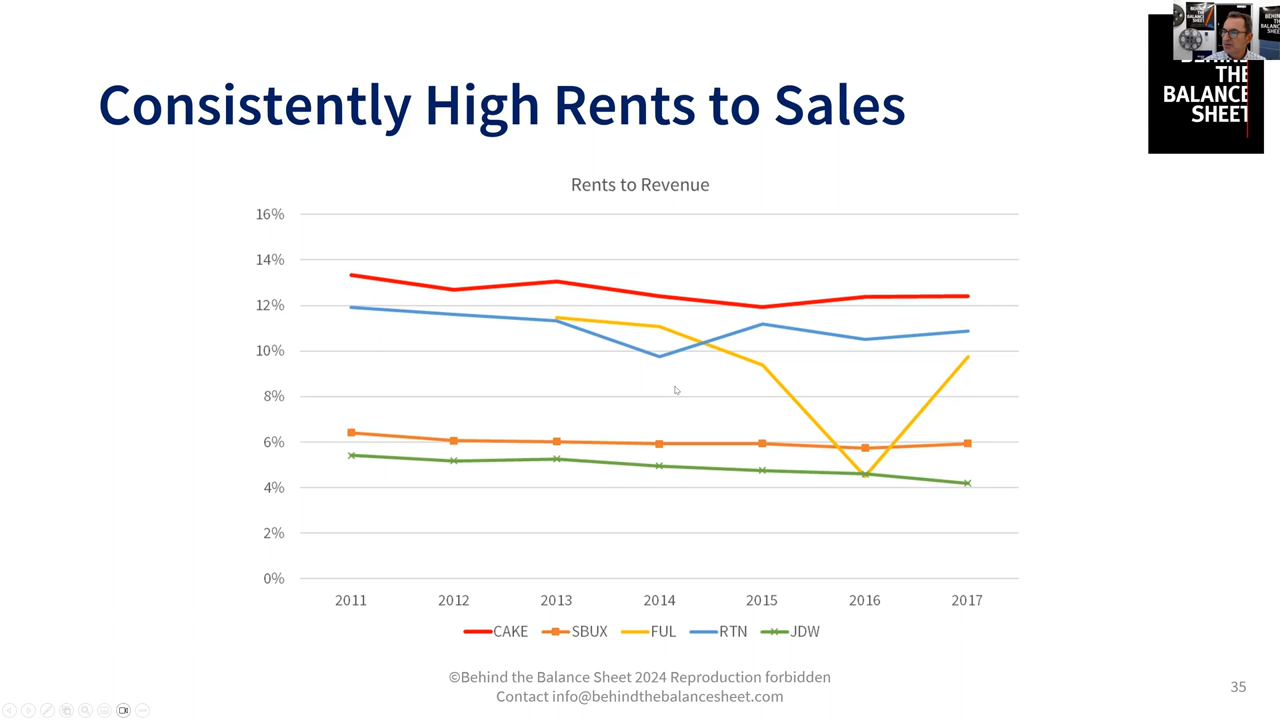 Consistently High Rents to Sales
BEHIND
THE
BALANCE
SHEET
Rents to Revenue
16%
14%
12%
10%
8%
6%
4%
2%
0%
2011 2012 2013 2014 2015 2016 2017
CAKE SBUX FUL RTN JDW
©Behind the Balance Sheet 2024 Reproduction forbidden
Contact info@behindthebalancesheet.com
35